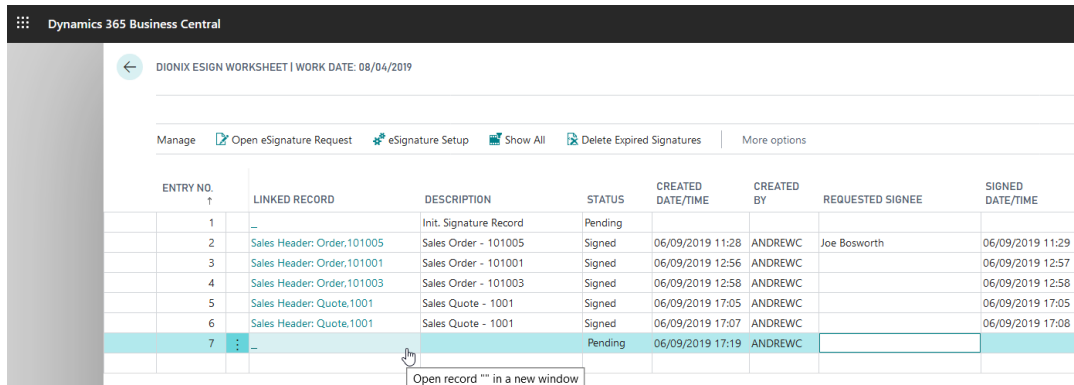 Dynamics 365 Business Central
DIONIX ESIGN WORKSHEET | WORK DATE: 08/04/2019
Manage Open eSignature Request eSignature Setup Show All Delete Expired Signatures More options
ENTRY NO. ↑ LINKED RECORD DESCRIPTION STATUS CREATED DATE/TIME CREATED BY REQUESTED SIGNEE SIGNED DATE/TIME
1 _ Init. Signature Record Pending
2 Sales Header: Order,101005 Sales Order - 101005 Signed 06/09/2019 11:28 ANDREWC Joe Bosworth 06/09/2019 11:29
3 Sales Header: Order,101001 Sales Order - 101001 Signed 06/09/2019 12:56 ANDREWC 06/09/2019 12:57
4 Sales Header: Order,101003 Sales Order - 101003 Signed 06/09/2019 12:58 ANDREWC 06/09/2019 12:58
5 Sales Header: Quote,1001 Sales Quote - 1001 Signed 06/09/2019 17:05 ANDREWC 06/09/2019 17:05
6 Sales Header: Quote,1001 Sales Quote - 1001 Signed 06/09/2019 17:07 ANDREWC 06/09/2019 17:08
7 _ Pending 06/09/2019 17:19 ANDREWC
Open record "" in a new window